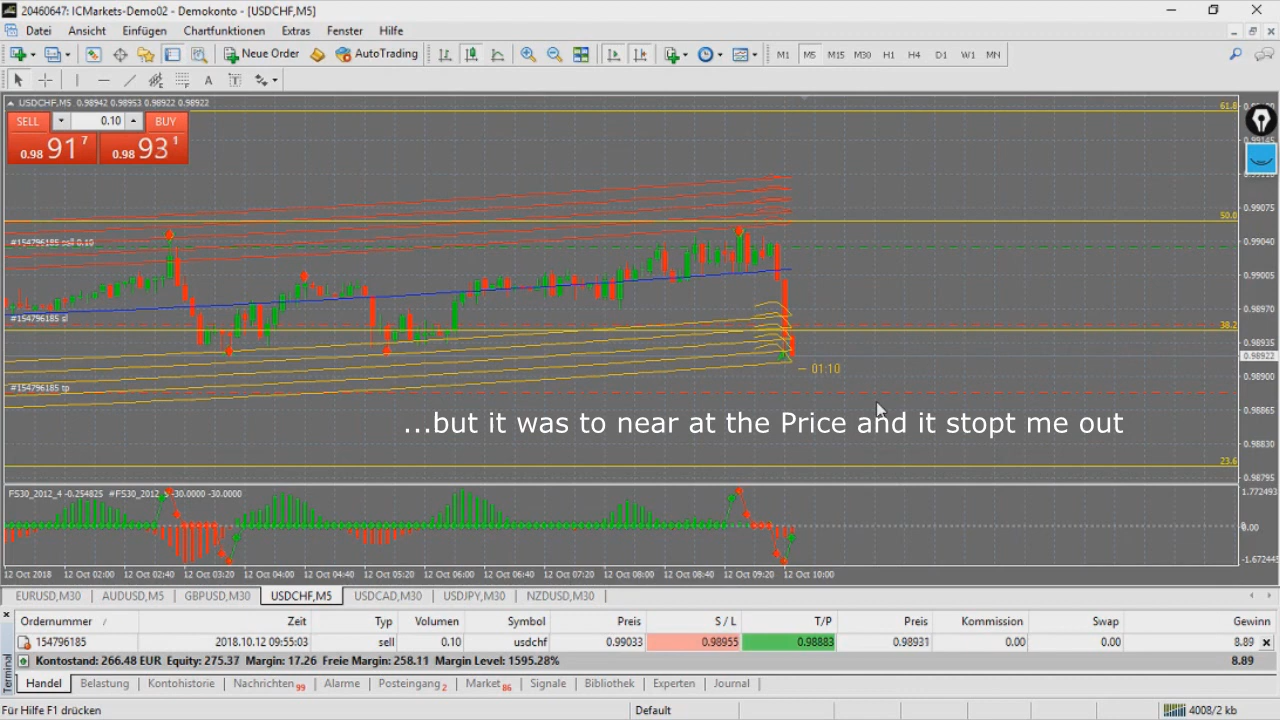 20460647: ICMarkets-Demo02 - Demokonto - [USDCHF,M5]
Datei Ansicht Einfügen Chartfunktionen Extras Fenster Hilfe
Neue Order AutoTrading M1 M5 M15 M30 H1 H4 D1 W1 MN
A T
USDCHF,M5 0.98942 0.98953 0.98922 0.98922
SELL 0.10 BUY
0.98 91 7 0.98 93 1
61.8
0.99145
0.99110
0.99075
50.0
#154796185 sell 0.10
0.99040
0.99005
0.98970
#154796185 sl
38.2
0.98935
0.98922
01:10
0.98900
#154796185 tp
0.98865
...but it was to near at the Price and it stopt me out
0.98830
23.6
0.98795
FS30_2012_4 -0.254825 #FS30_2012_ -30.0000 -30.0000
1.772493
0.00
-1.672445
12 Oct 2018 12 Oct 02:00 12 Oct 02:40 12 Oct 03:20 12 Oct 04:00 12 Oct 04:40 12 Oct 05:20 12 Oct 06:00 12 Oct 06:40 12 Oct 07:20 12 Oct 08:00 12 Oct 08:40 12 Oct 09:20 12 Oct 10:00
EURUSD,M30 AUDUSD,M5 GBPUSD,M30 USDCHF,M5 USDCAD,M30 USDJPY,M30 NZDUSD,M30
Ordernummer / Zeit Typ Volumen Symbol Preis S / L T/P Preis Kommission Swap Gewinn
154796185 2018.10.12 09:55:03 sell 0.10 usdchf 0.99033 0.98955 0.98883 0.98931 0.00 0.00 8.89
Kontostand: 266.48 EUR Equity: 275.37 Margin: 17.26 Freie Margin: 258.11 Margin Level: 1595.28% 8.89
Terminal
Handel Belastung Kontohistorie Nachrichten 99 Alarme Posteingang 2 Market 86 Signale Bibliothek Experten Journal
Für Hilfe F1 drücken Default 4008/2 kb